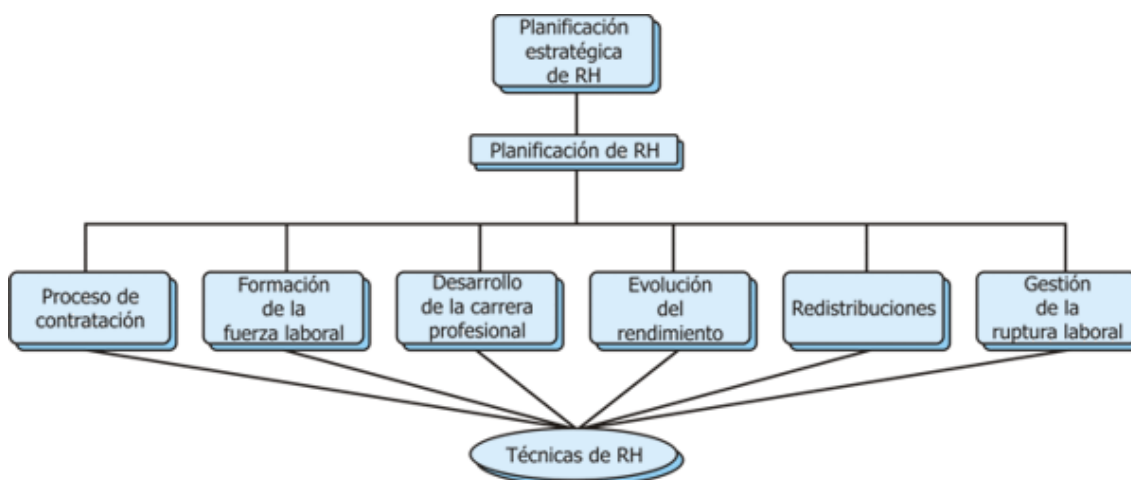 Planificación
estratégica
de RH
Planificación de RH
Proceso de
contratación
Formación
de la
fuerza laboral
Desarrollo
de la carrera
profesional
Evolución
del
rendimiento
Redistribuciones
Gestión
de la
ruptura laboral
Técnicas de RH